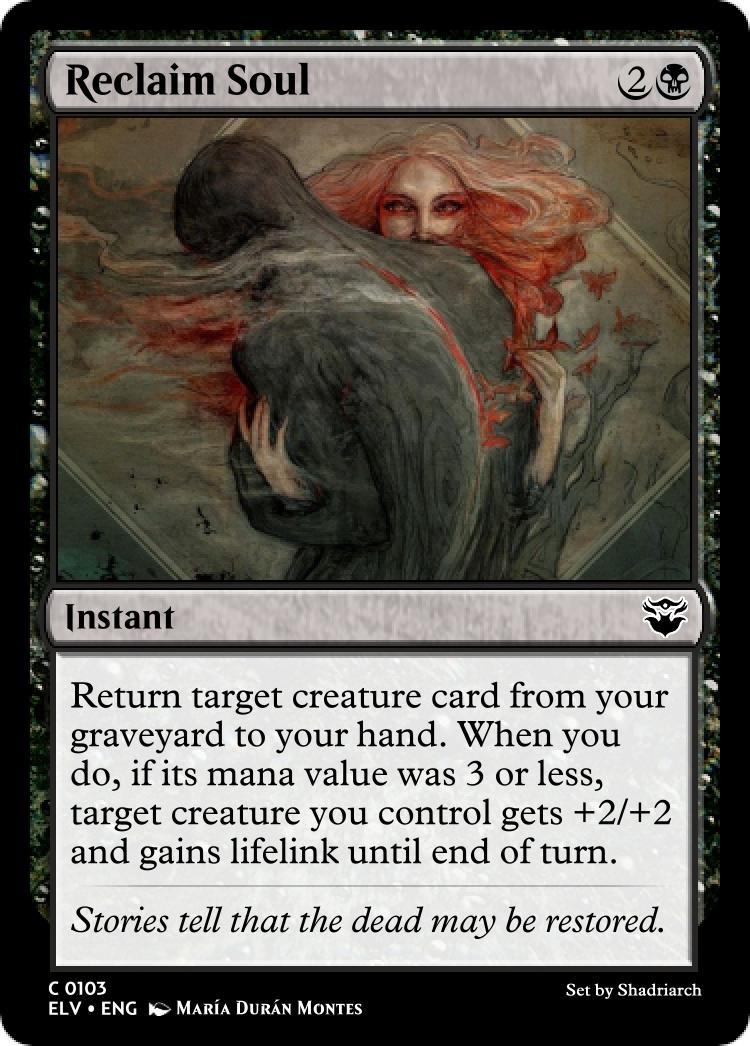 Reclaim Soul 2
Instant
Return target creature card from your
graveyard to your hand. When you
do, if its mana value was 3 or less,
target creature you control gets +2/+2
and gains lifelink until end of turn.
Stories tell that the dead may be restored.
C 0103
Set by Shadriarch
ELV • ENG María Durán Montes